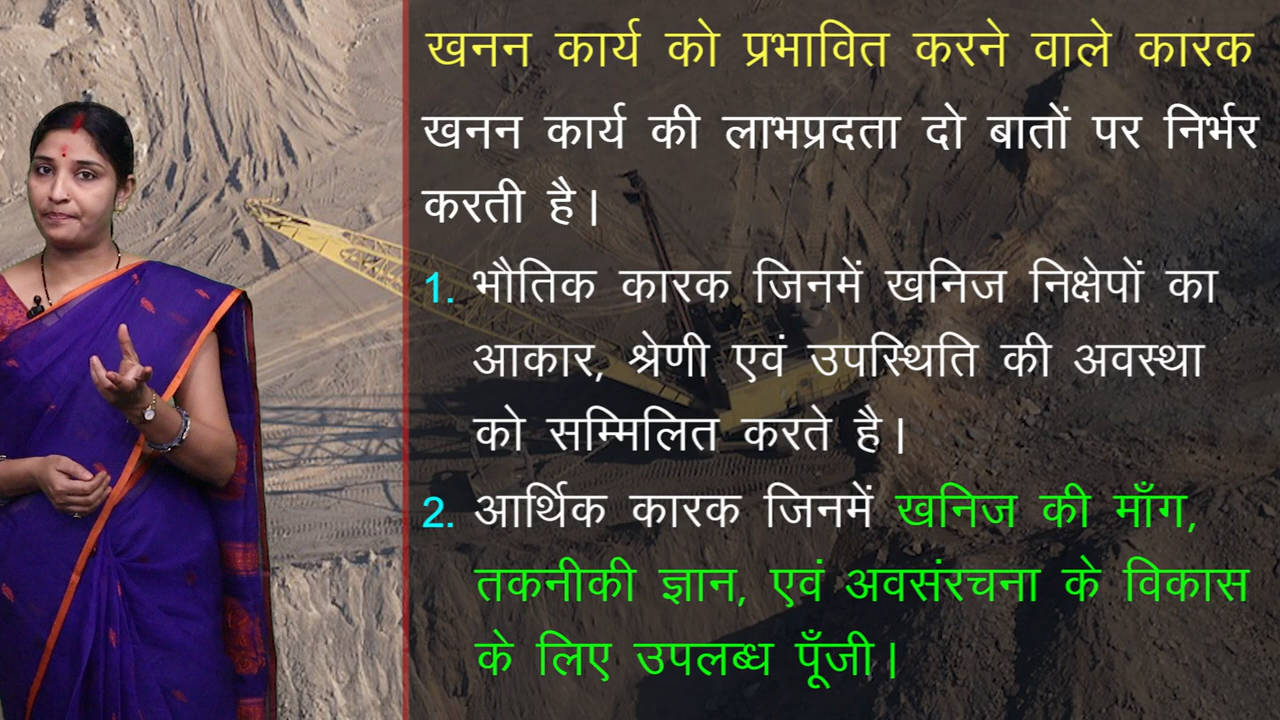 खनन कार्य को प्रभावित करने वाले कारक
खनन कार्य की लाभप्रदता दो बातों पर निर्भर
करती है।
1. भौतिक कारक जिनमें खनिज निक्षेपों का
आकार, श्रेणी एवं उपस्थिति की अवस्था
को सम्मिलित करते है।
2. आर्थिक कारक जिनमें खनिज की माँग,
तकनीकी ज्ञान, एवं अवसंरचना के विकास
के लिए उपलब्ध पूँजी।